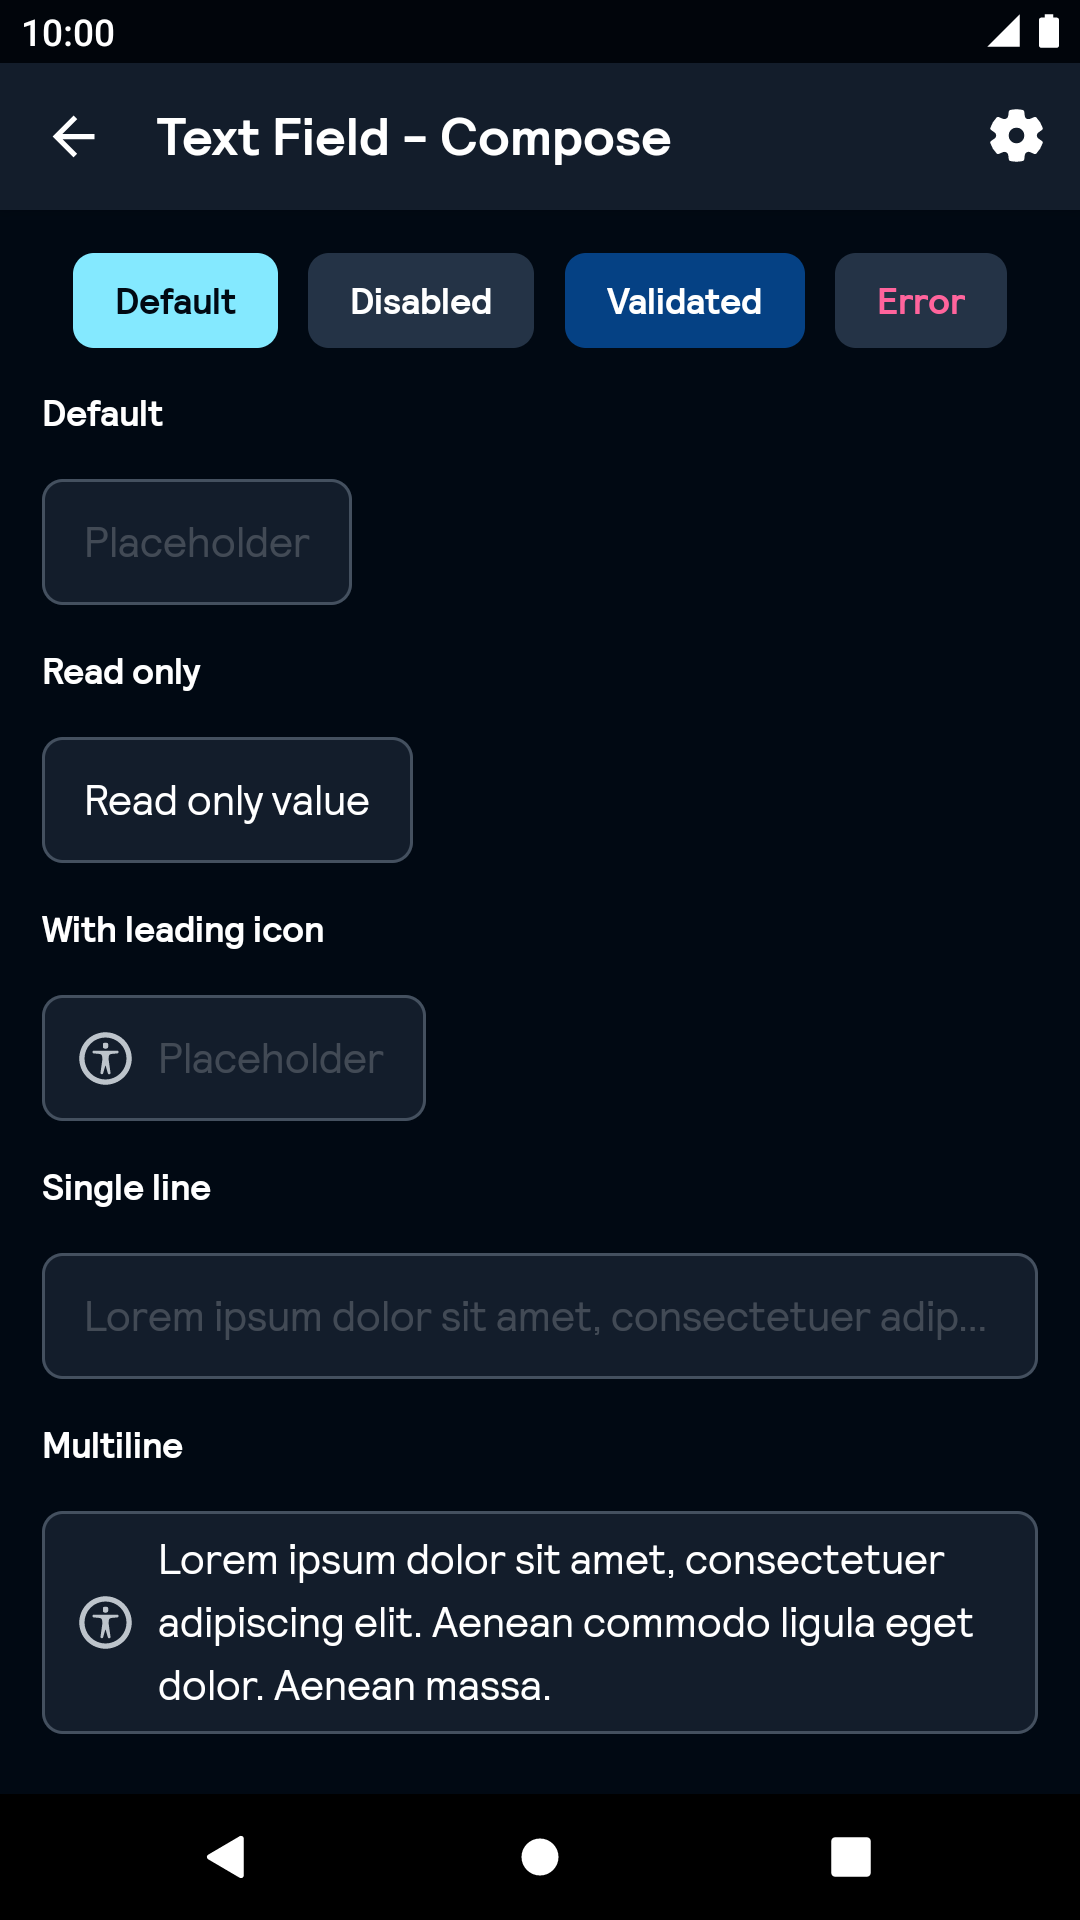 10:00
Text Field - Compose
Default
Disabled
Validated
Error
Default
Placeholder
Read only
Read only value
With leading icon
Placeholder
Single line
Lorem ipsum dolor sit amet, consectetuer adip...
Multiline
Lorem ipsum dolor sit amet, consectetuer
adipiscing elit. Aenean commodo ligula eget
dolor. Aenean massa.